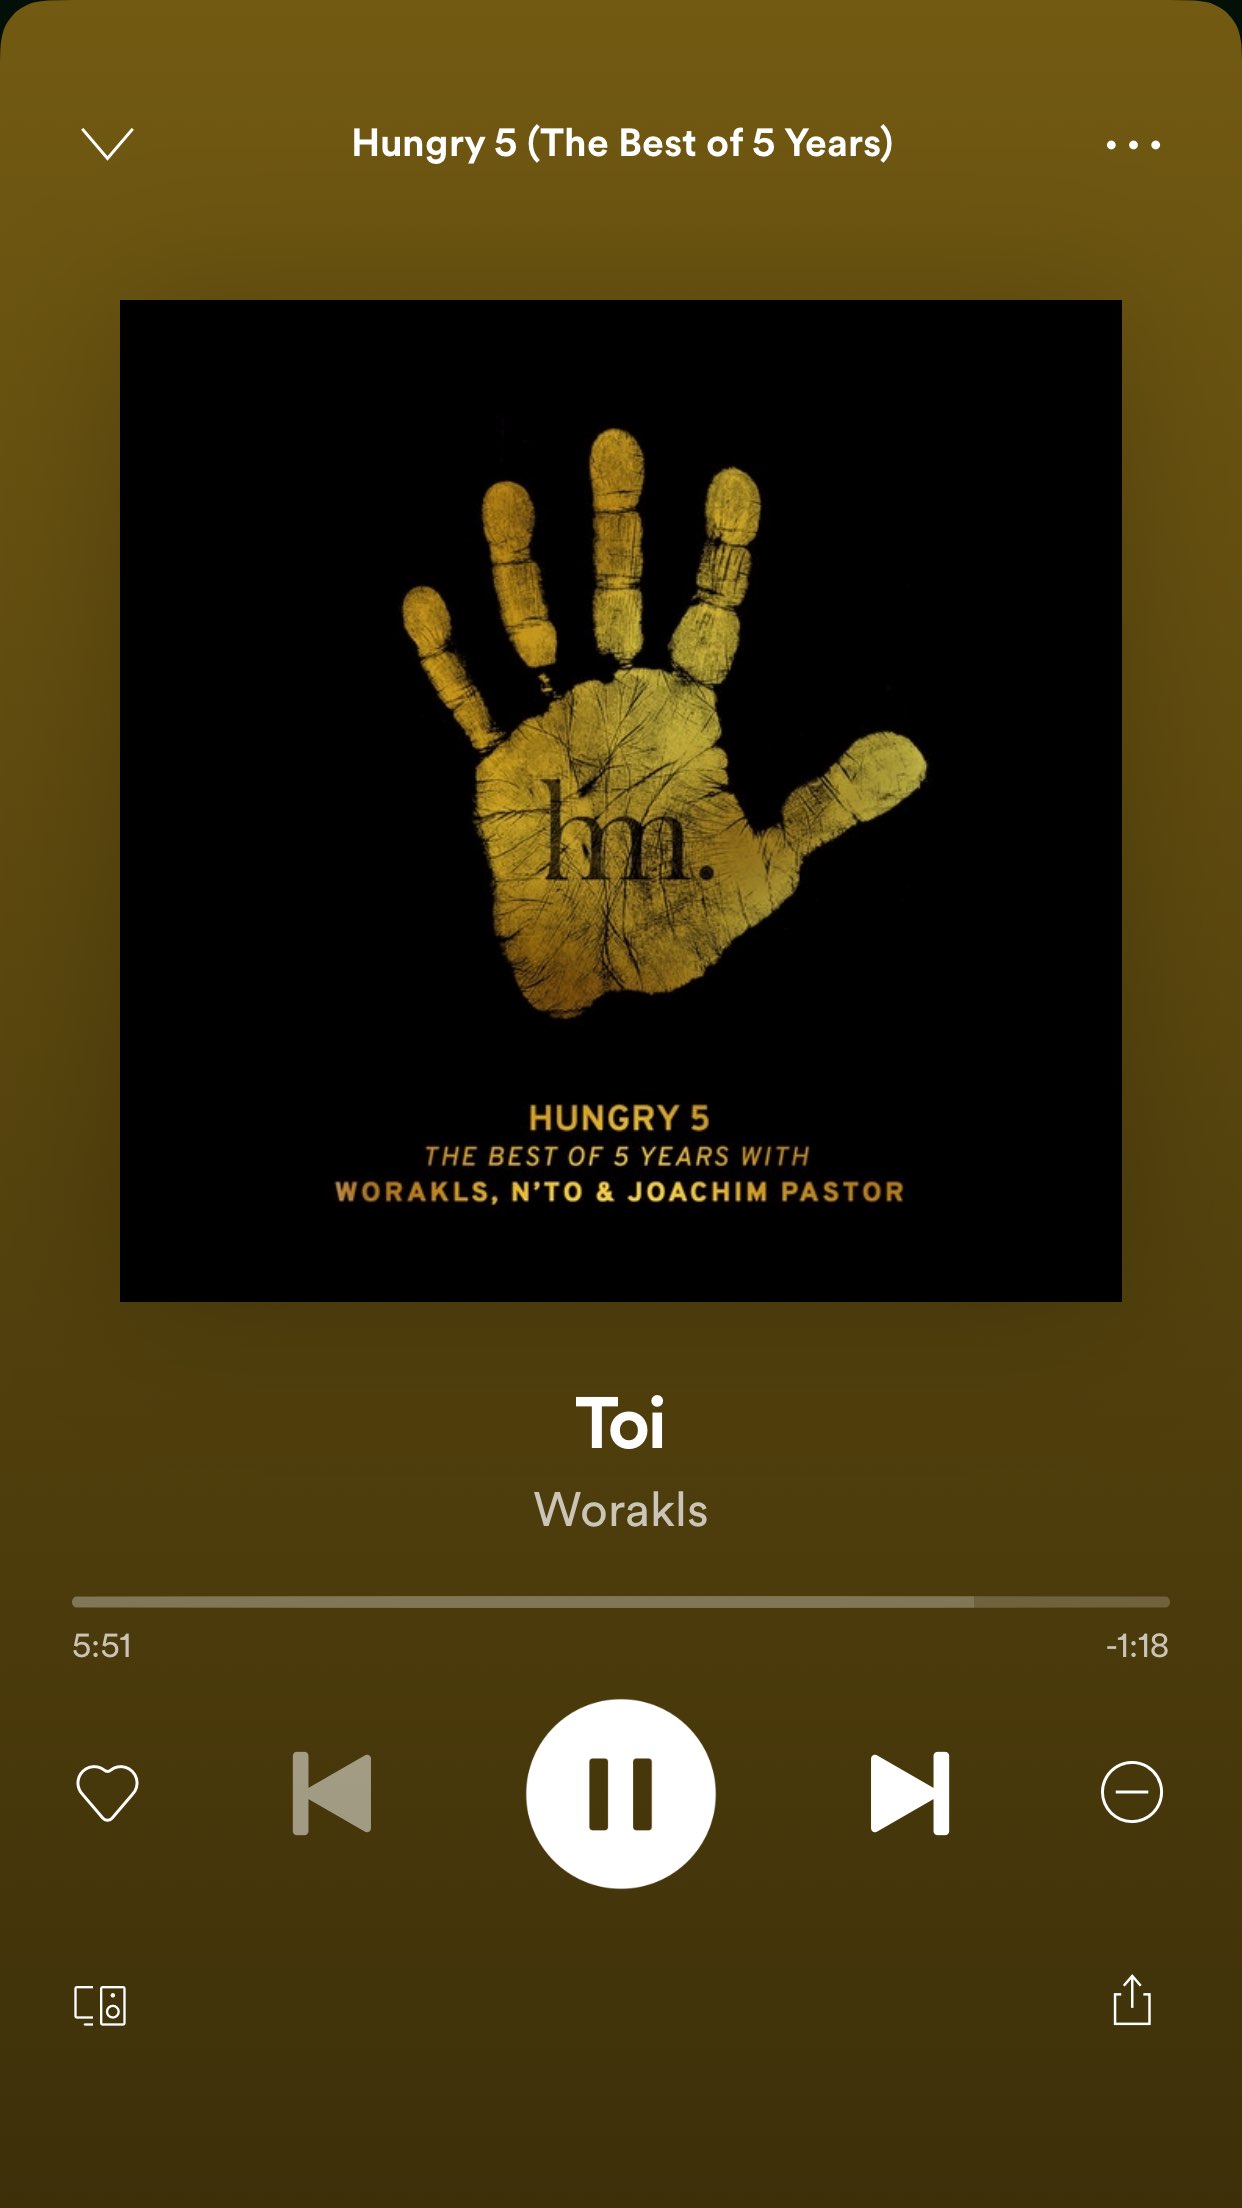 Hungry 5 (The Best of 5 Years)
hm.
HUNGRY 5
THE BEST OF 5 YEARS WITH
WORAKLS, N'TO & JOACHIM PASTOR
Toi
Worakls
5:51
-1:18